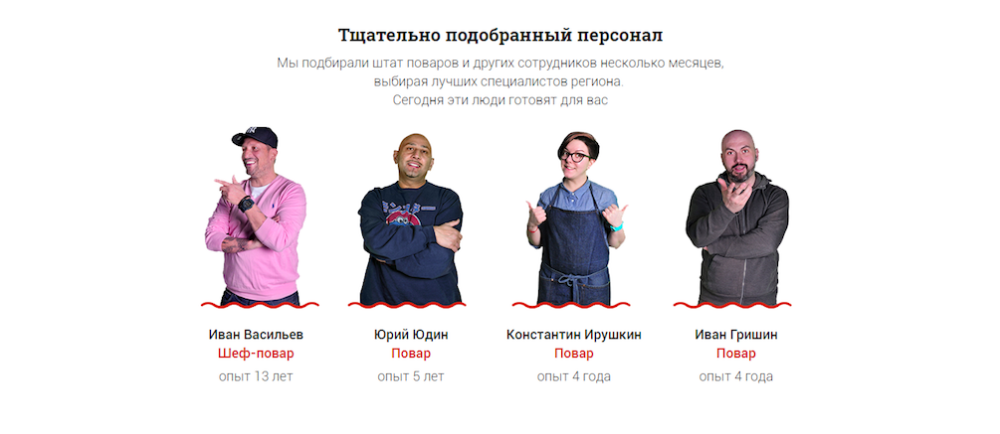 Тщательно подобранный персонал
Мы подбирали штат поваров и других сотрудников несколько месяцев,
выбирая лучших специалистов региона.
Сегодня эти люди готовят для вас
Иван Васильев
Шеф-повар
опыт 13 лет
Юрий Юдин
Повар
опыт 5 лет
Константин Ирушкин
Повар
опыт 4 года
Иван Гришин
Повар
опыт 4 года